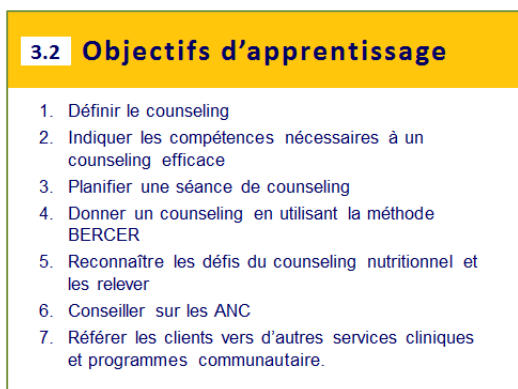 3.2 Objectifs d'apprentissage
1. Définir le counseling
2. Indiquer les compétences nécessaires à un
counseling efficace
3. Planifier une séance de counseling
4. Donner un counseling en utilisant la méthode
BERCER
5. Reconnaître les défis du counseling nutritionnel et
les relever
6. Conseiller sur les ANC
7. Référer les clients vers d'autres services cliniques
et programmes communautaire.